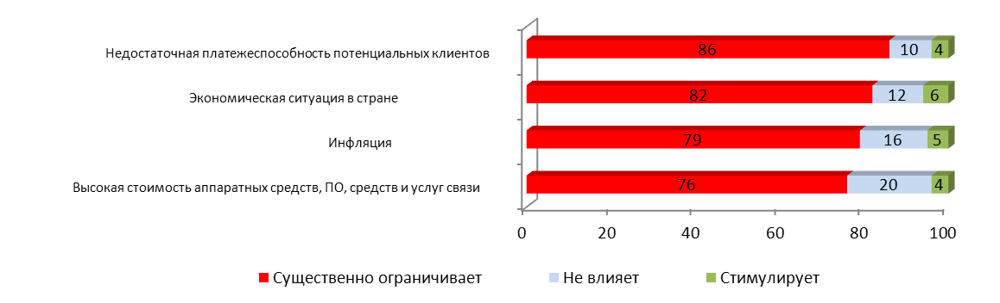 Недостаточная платежеспособность потенциальных клиентов
86 10 4
Экономическая ситуация в стране
82 12 6
Инфляция
79 16 5
Высокая стоимость аппаратных средств, ПО, средств и услуг связи
76 20 4
0 20 40 60 80 100
Существенно ограничивает Не влияет Стимулирует